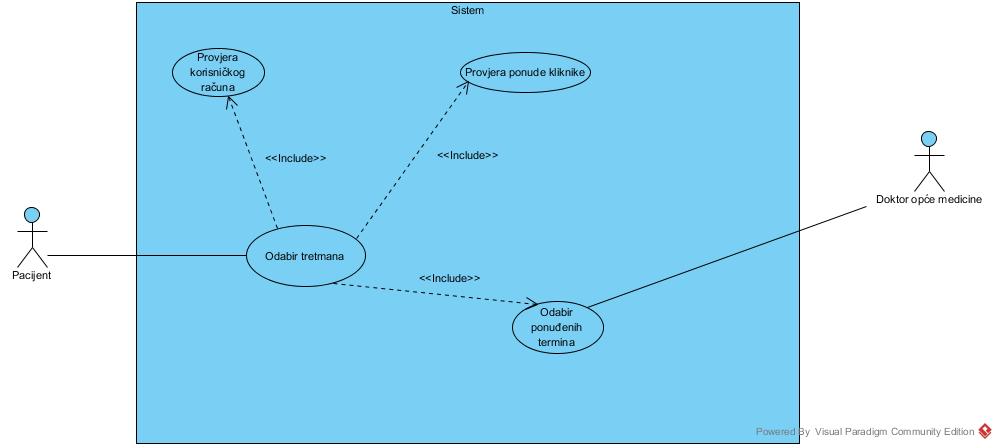 Sistem
Provjera
korisničkog
računa
Provjera ponude kliknike
<<Include>>
<<Include>>
Doktor opće medicine
Pacijent
Odabir tretmana
<<Include>>
Odabir
ponuđenih
termina
Powered By Visual Paradigm Community Edition